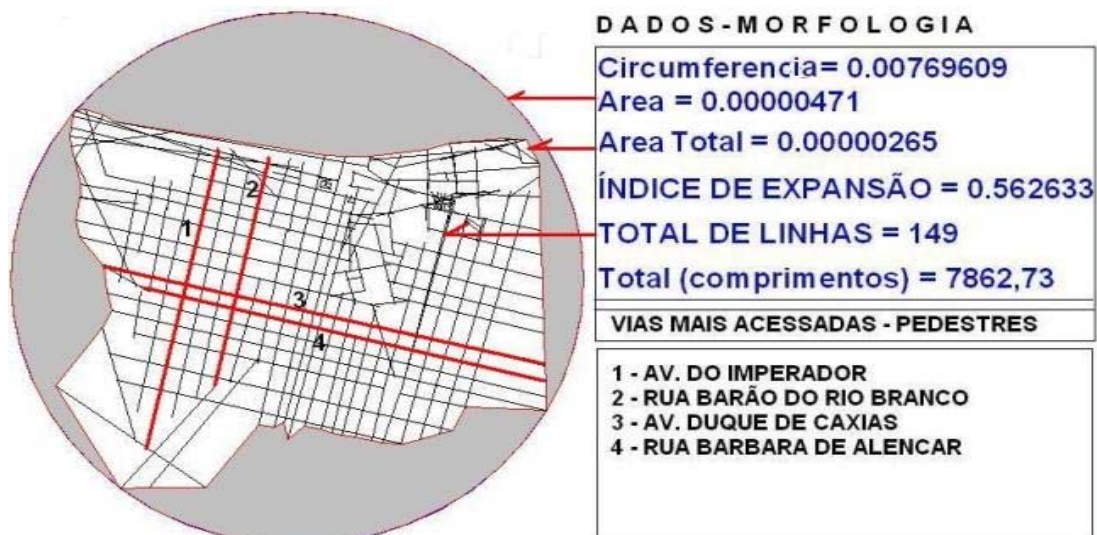 DADOS-MORFOLOGIA
Circumferencia= 0.00769609
Area = 0.00000471
Area Total = 0.00000265
ÍNDICE DE EXPANSÃO = 0.562633
TOTAL DE LINHAS = 149
Total (comprimentos) = 7862,73
VIAS MAIS ACESSADAS - PEDESTRES
1 - AV. DO IMPERADOR
2 - RUA BARÃO DO RIO BRANCO
3 - AV. DUQUE DE CAXIAS
4 - RUA BARBARA DE ALENCAR
2
1
3
4